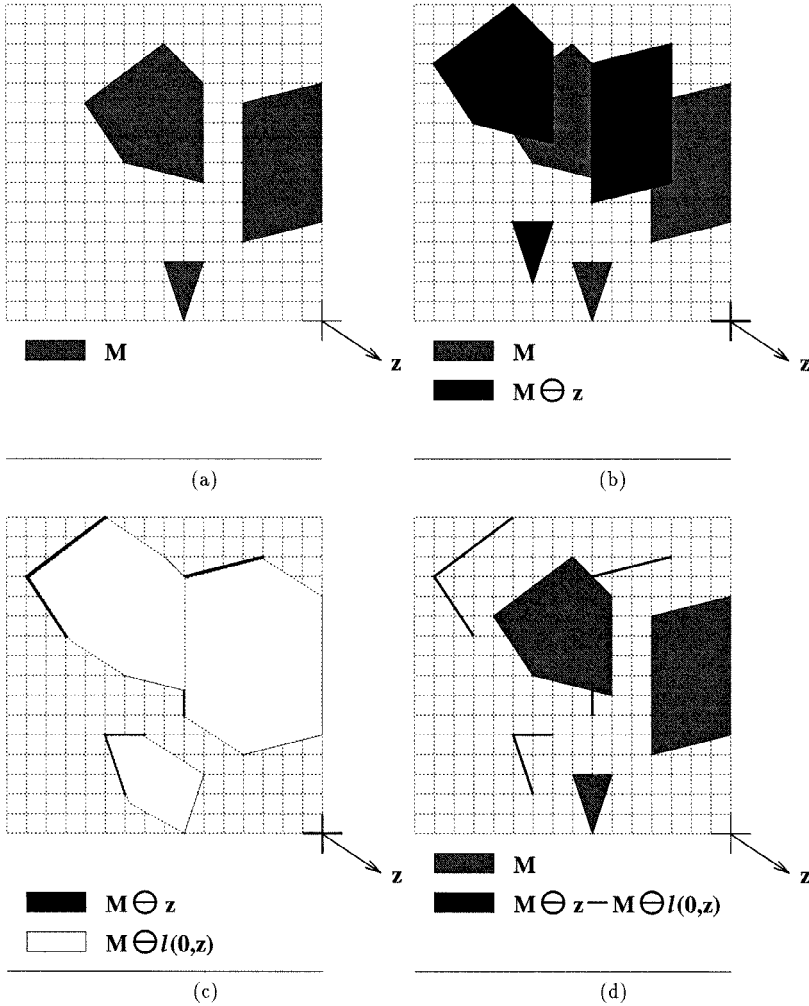 M
z
M
M ⊖ z
z
(a)
(b)
M ⊖ z
M ⊖ l(0,z)
z
M
M ⊖ z — M ⊖ l(0,z)
z
(c)
(d)